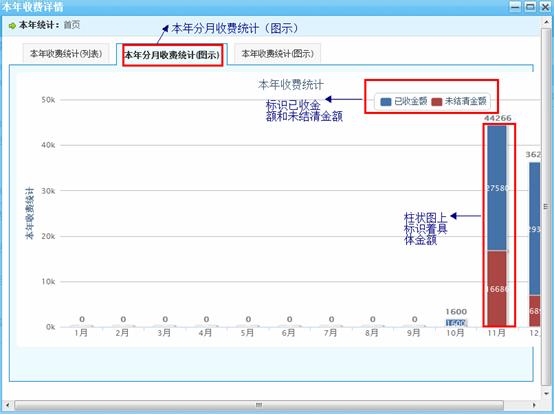 本年收费详情
本年统计：首页
本年分月收费统计（图示）
本年收费统计(列表)
本年分月收费统计(图示)
本年收费统计(图示)
本年收费统计
已收金额
未结清金额
标识已收金
额和未结清金额
本年收费统计
50k
40k
30k
20k
10k
0k
44266
27580
16686
柱状图上
标识着具
体金额
0
0
0
0
0
0
0
0
0
1600
1600
1月
2月
3月
4月
5月
6月
7月
8月
9月
10月
11月